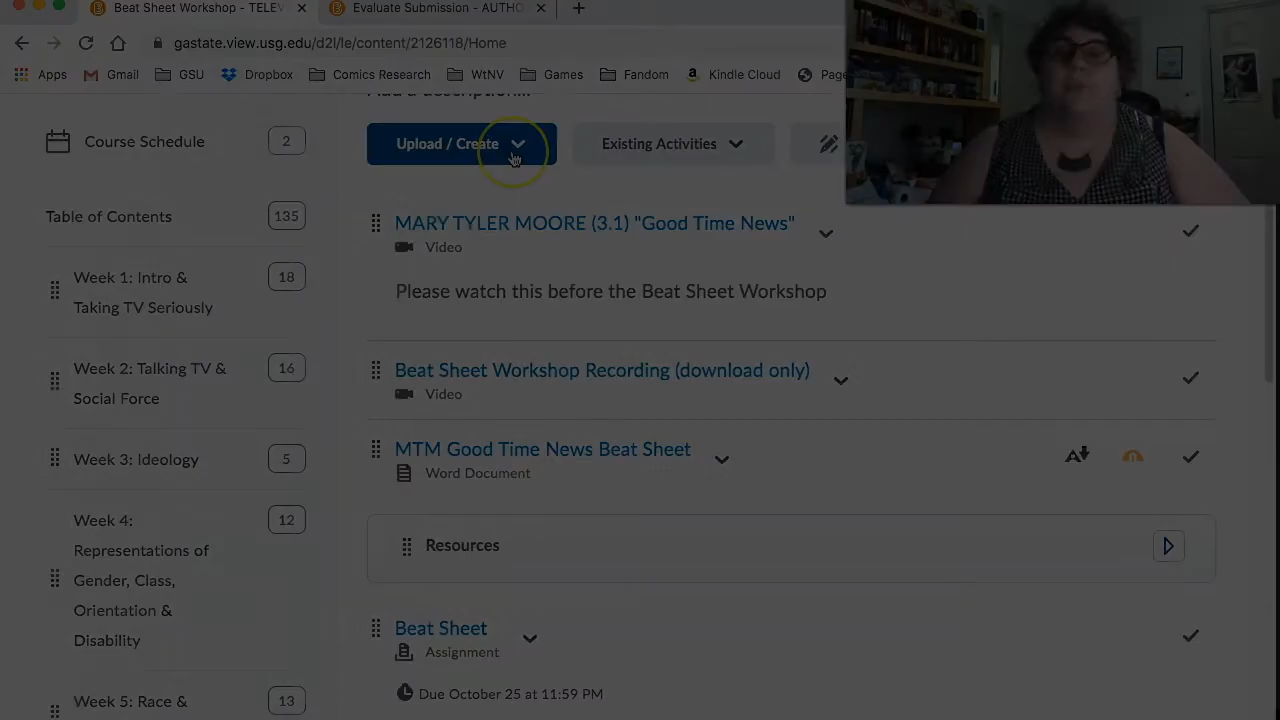 Beat Sheet Workshop - TELEV
Evaluate Submission - AUTHO
gastate.view.usg.edu/d2l/le/content/2126118/Home
Apps Gmail GSU Dropbox Comics Research WtNV Games Fandom Kindle Cloud Page
Add a description...
Course Schedule 2
Upload / Create Existing Activities
Table of Contents 135
MARY TYLER MOORE (3.1) "Good Time News"
Video
Please watch this before the Beat Sheet Workshop
Week 1: Intro & 18
Taking TV Seriously
Week 2: Talking TV & 16
Social Force
Beat Sheet Workshop Recording (download only)
Video
Week 3: Ideology 5
MTM Good Time News Beat Sheet
Word Document
Week 4: 12
Representations of
Gender, Class,
Orientation &
Disability
Resources
Beat Sheet
Assignment
Due October 25 at 11:59 PM
Week 5: Race & 13